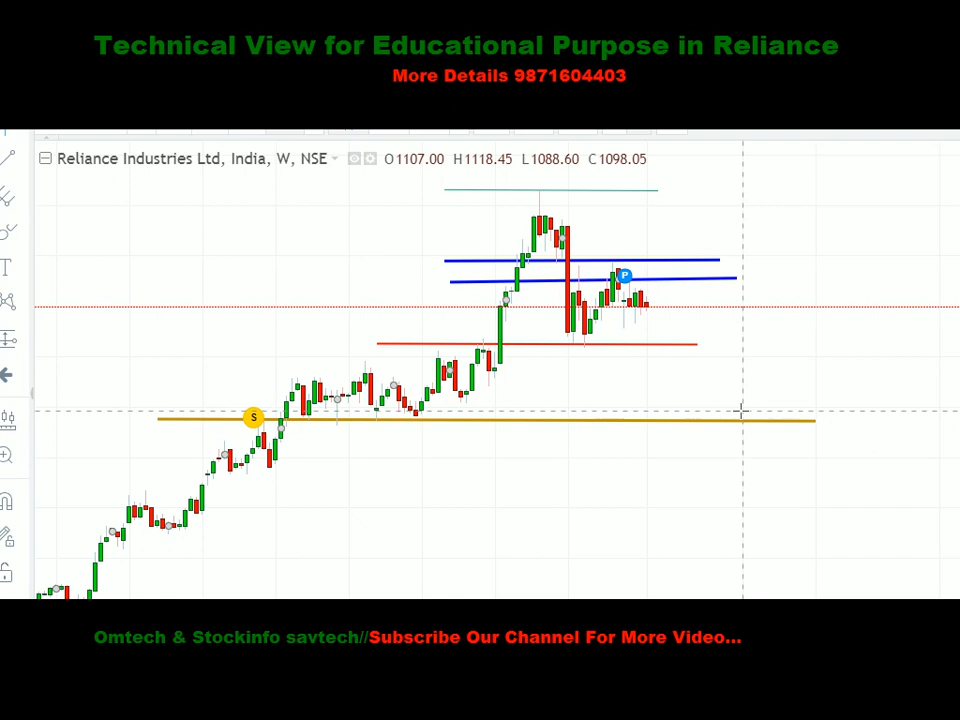 Technical View for Educational Purpose in Reliance
More Details 9871604403
Reliance Industries Ltd, India, W, NSE O1107.00 H1118.45 L1088.60 C1098.05
P
S
T
Omtech & Stockinfo savtech//Subscribe Our Channel For More Video...